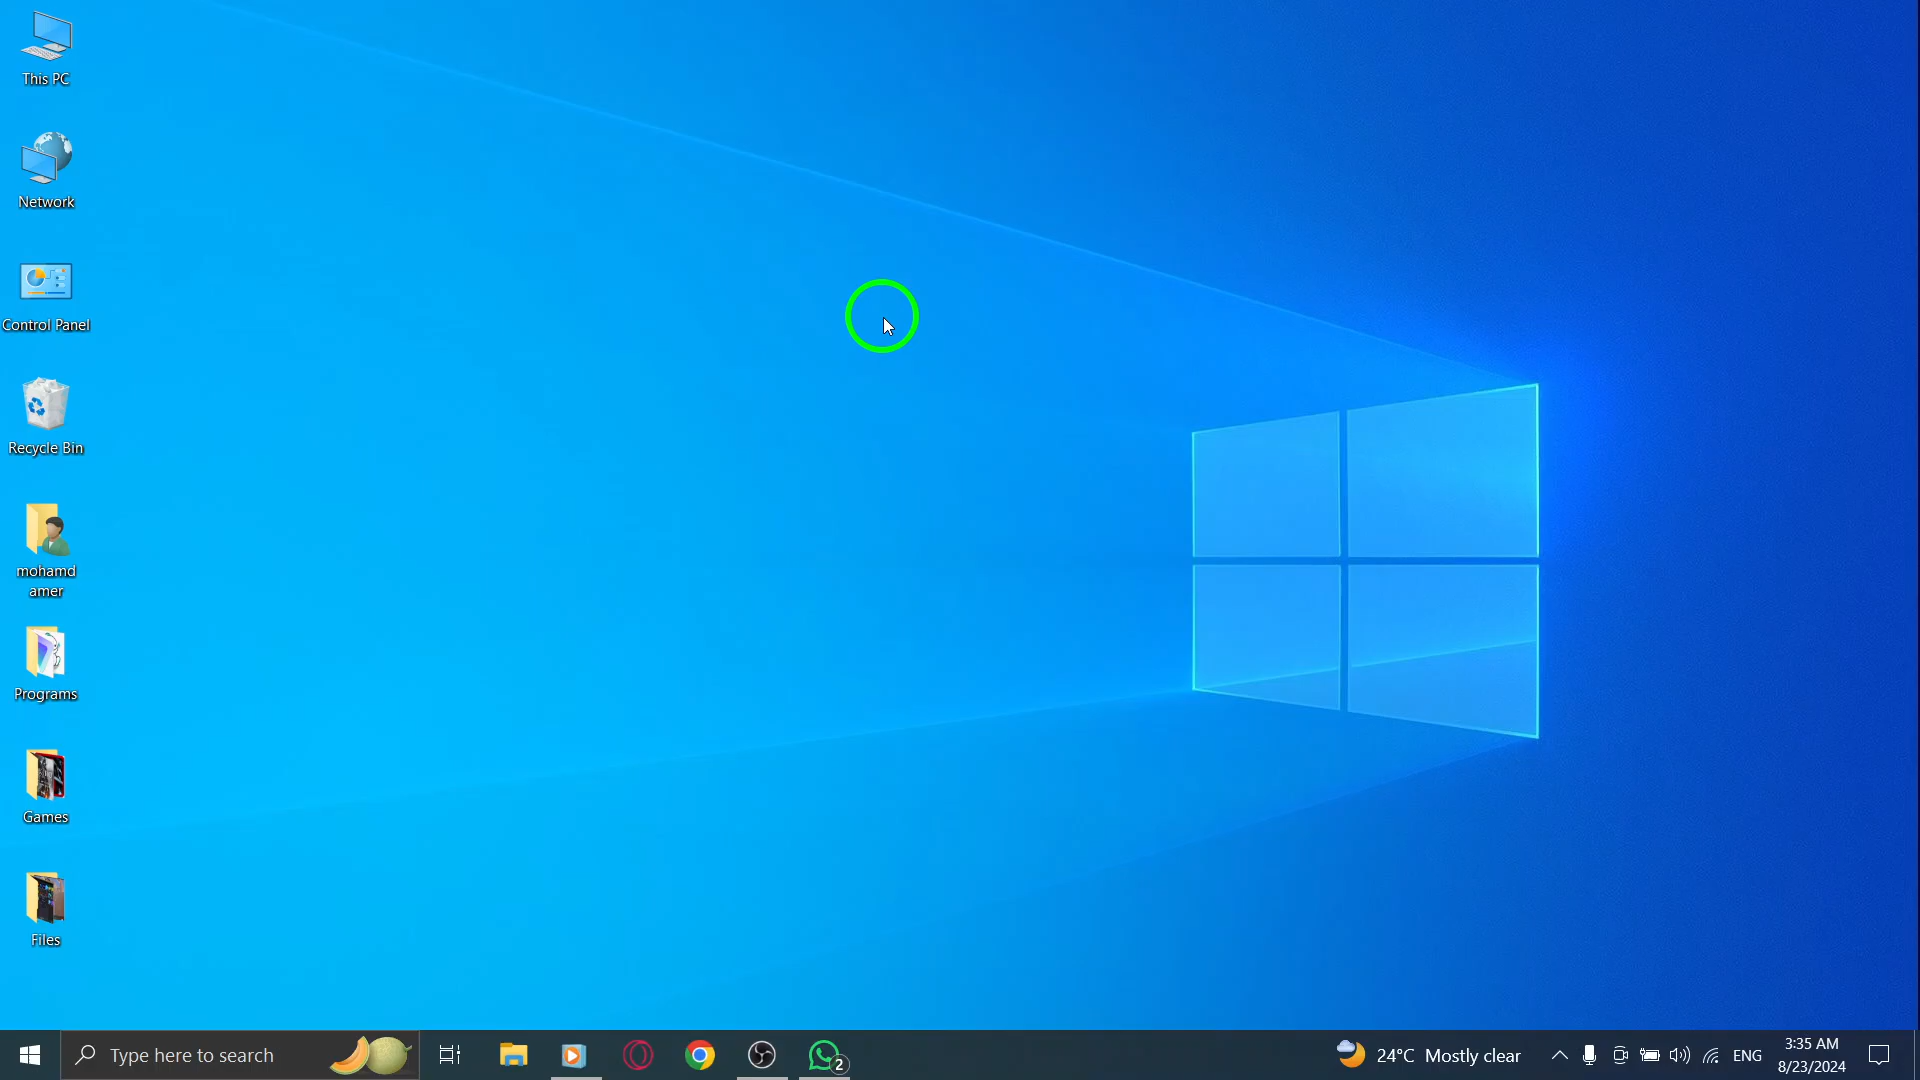 This PC
Network
Control Panel
Recycle Bin
mohamd
amer
Programs
Games
Files
Type here to search
2
24°C Mostly clear
ENG
3:35 AM
8/23/2024